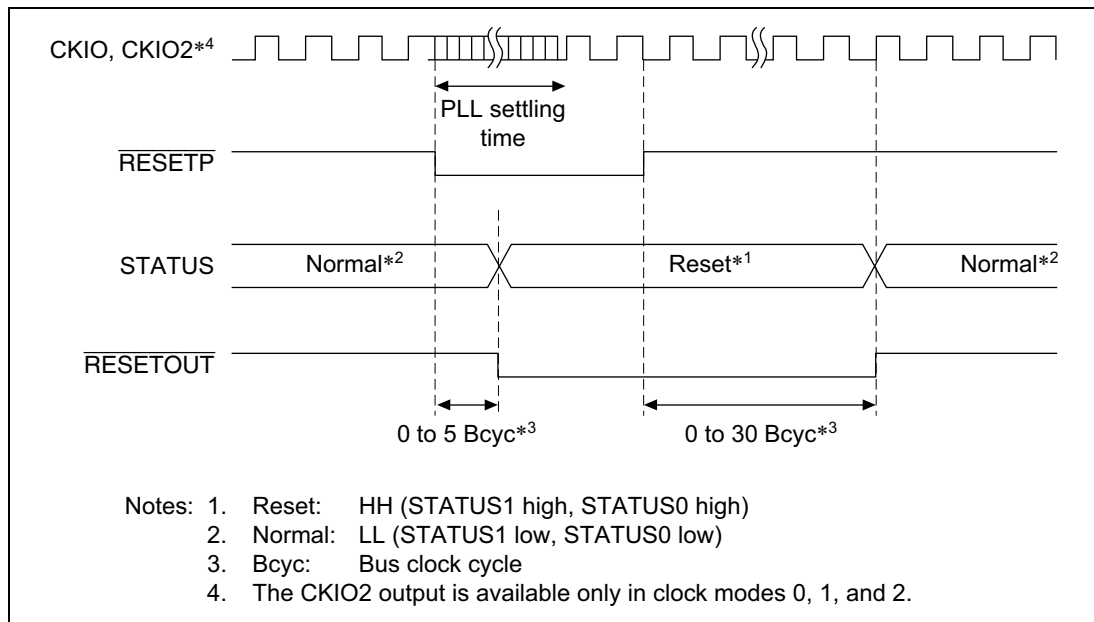 CKIO, CKIO2*4
PLL settling
time
RESETP
STATUS
Normal*2
Reset*1
Normal*2
RESETOUT
0 to 5 Bcyc*3
0 to 30 Bcyc*3
Notes: 1. Reset: HH (STATUS1 high, STATUS0 high)
2. Normal: LL (STATUS1 low, STATUS0 low)
3. Bcyc: Bus clock cycle
4. The CKIO2 output is available only in clock modes 0, 1, and 2.